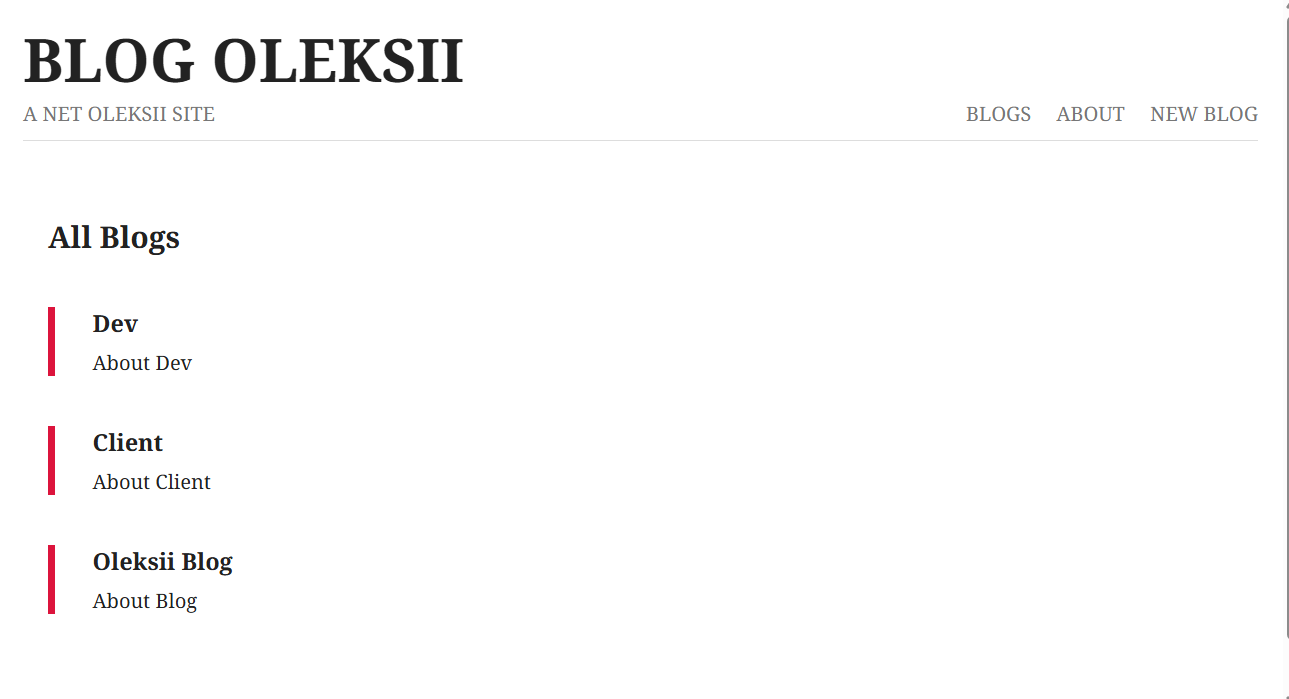 BLOG OLEKSII
A NET OLEKSII SITE
BLOGS ABOUT NEW BLOG
All Blogs
Dev
About Dev
Client
About Client
Oleksii Blog
About Blog